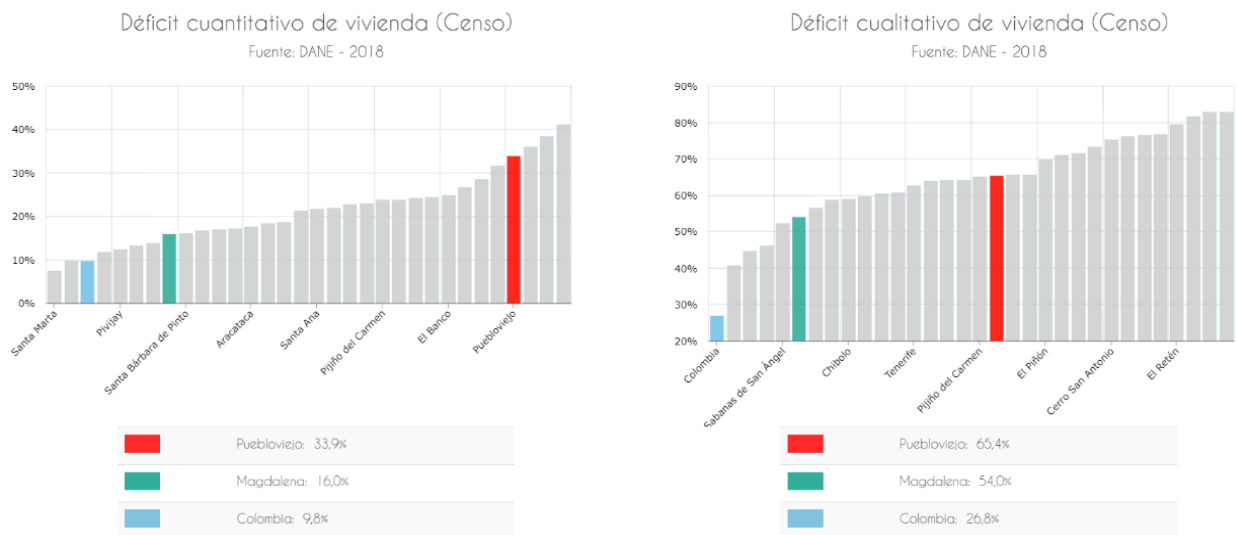 Déficit cuantitativo de vivienda (Censo)
Fuente: DANE - 2018
50%
40%
30%
20%
10%
0%
Santa Marta
Pivijay
Santa Bárbara de Pinto
Aracataca
Santa Ana
Pijiño del Carmen
El Banco
Puebloviejo
Puebloviejo: 33,9%
Magdalena: 16,0%
Colombia: 9,8%
Déficit cualitativo de vivienda (Censo)
Fuente: DANE - 2018
90%
80%
70%
60%
50%
40%
30%
20%
Colombia
Sabanas de San Ángel
Chibolo
Tenerife
Pijiño del Carmen
El Piñón
Cerro San Antonio
El Retén
Puebloviejo: 65,4%
Magdalena: 54,0%
Colombia: 26,8%